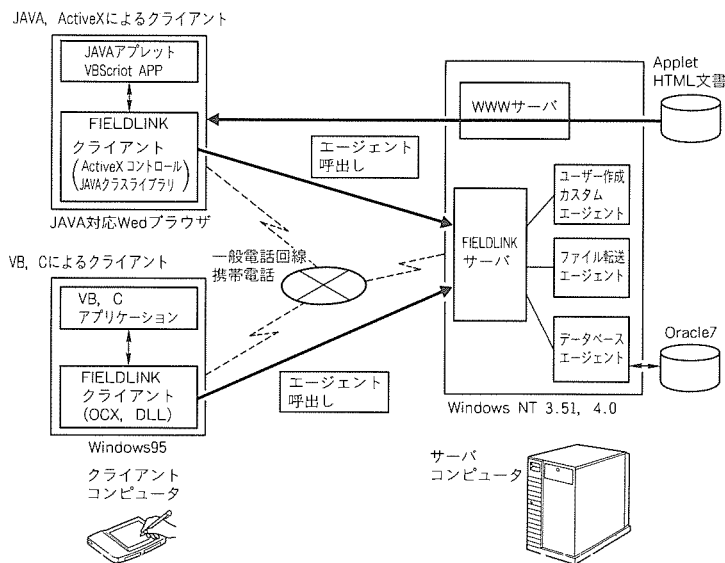 JAVA, ActiveXによるクライアント
JAVAアプレット
VBScriot APP
FIELDLINK
クライアント
(ActiveXコントロール
JAVAクラスライブラリ)
JAVA対応Wedブラウザ
VB, Cによるクライアント
VB, C
アプリケーション
FIELDLINK
クライアント
(OCX, DLL)
Windows95
クライアント
コンピュータ
エージェント
呼出し
一般電話回線
携帯電話
エージェント
呼出し
WWWサーバ
FIELDLINK
サーバ
ユーザー作成
カスタム
エージェント
ファイル転送
エージェント
データベース
エージェント
Windows NT 3.51, 4.0
サーバ
コンピュータ
Applet
HTML文書
Oracle7